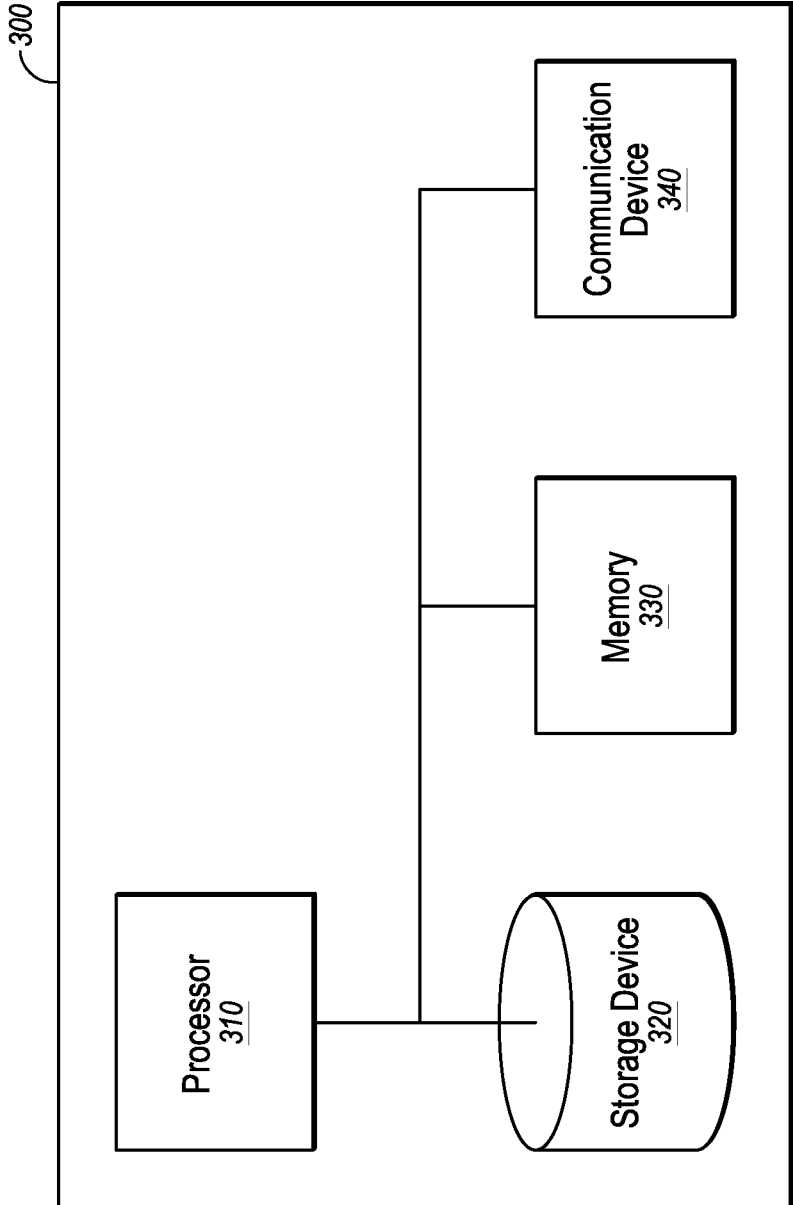 300
Processor
310
Storage Device
320
Memory
330
Communication
Device
340